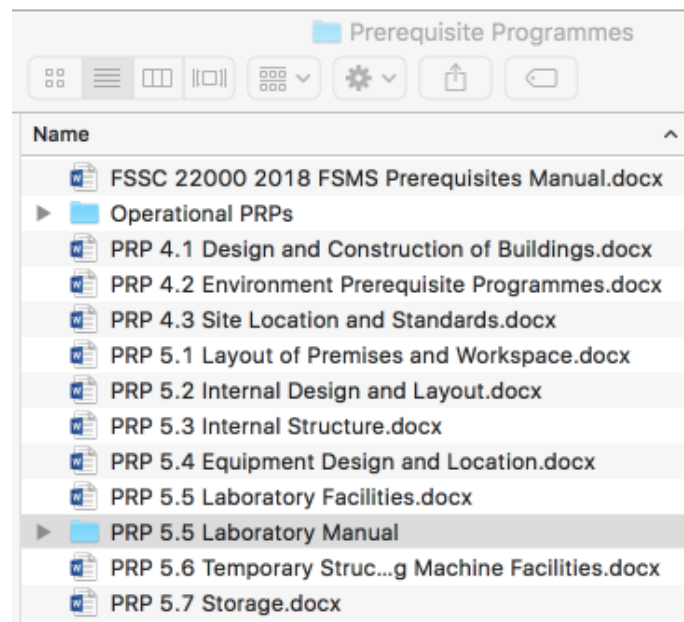 Prerequisite Programmes
Name
FSSC 22000 2018 FSMS Prerequisites Manual.docx
Operational PRPs
PRP 4.1 Design and Construction of Buildings.docx
PRP 4.2 Environment Prerequisite Programmes.docx
PRP 4.3 Site Location and Standards.docx
PRP 5.1 Layout of Premises and Workspace.docx
PRP 5.2 Internal Design and Layout.docx
PRP 5.3 Internal Structure.docx
PRP 5.4 Equipment Design and Location.docx
PRP 5.5 Laboratory Facilities.docx
PRP 5.5 Laboratory Manual
PRP 5.6 Temporary Struc...g Machine Facilities.docx
PRP 5.7 Storage.docx